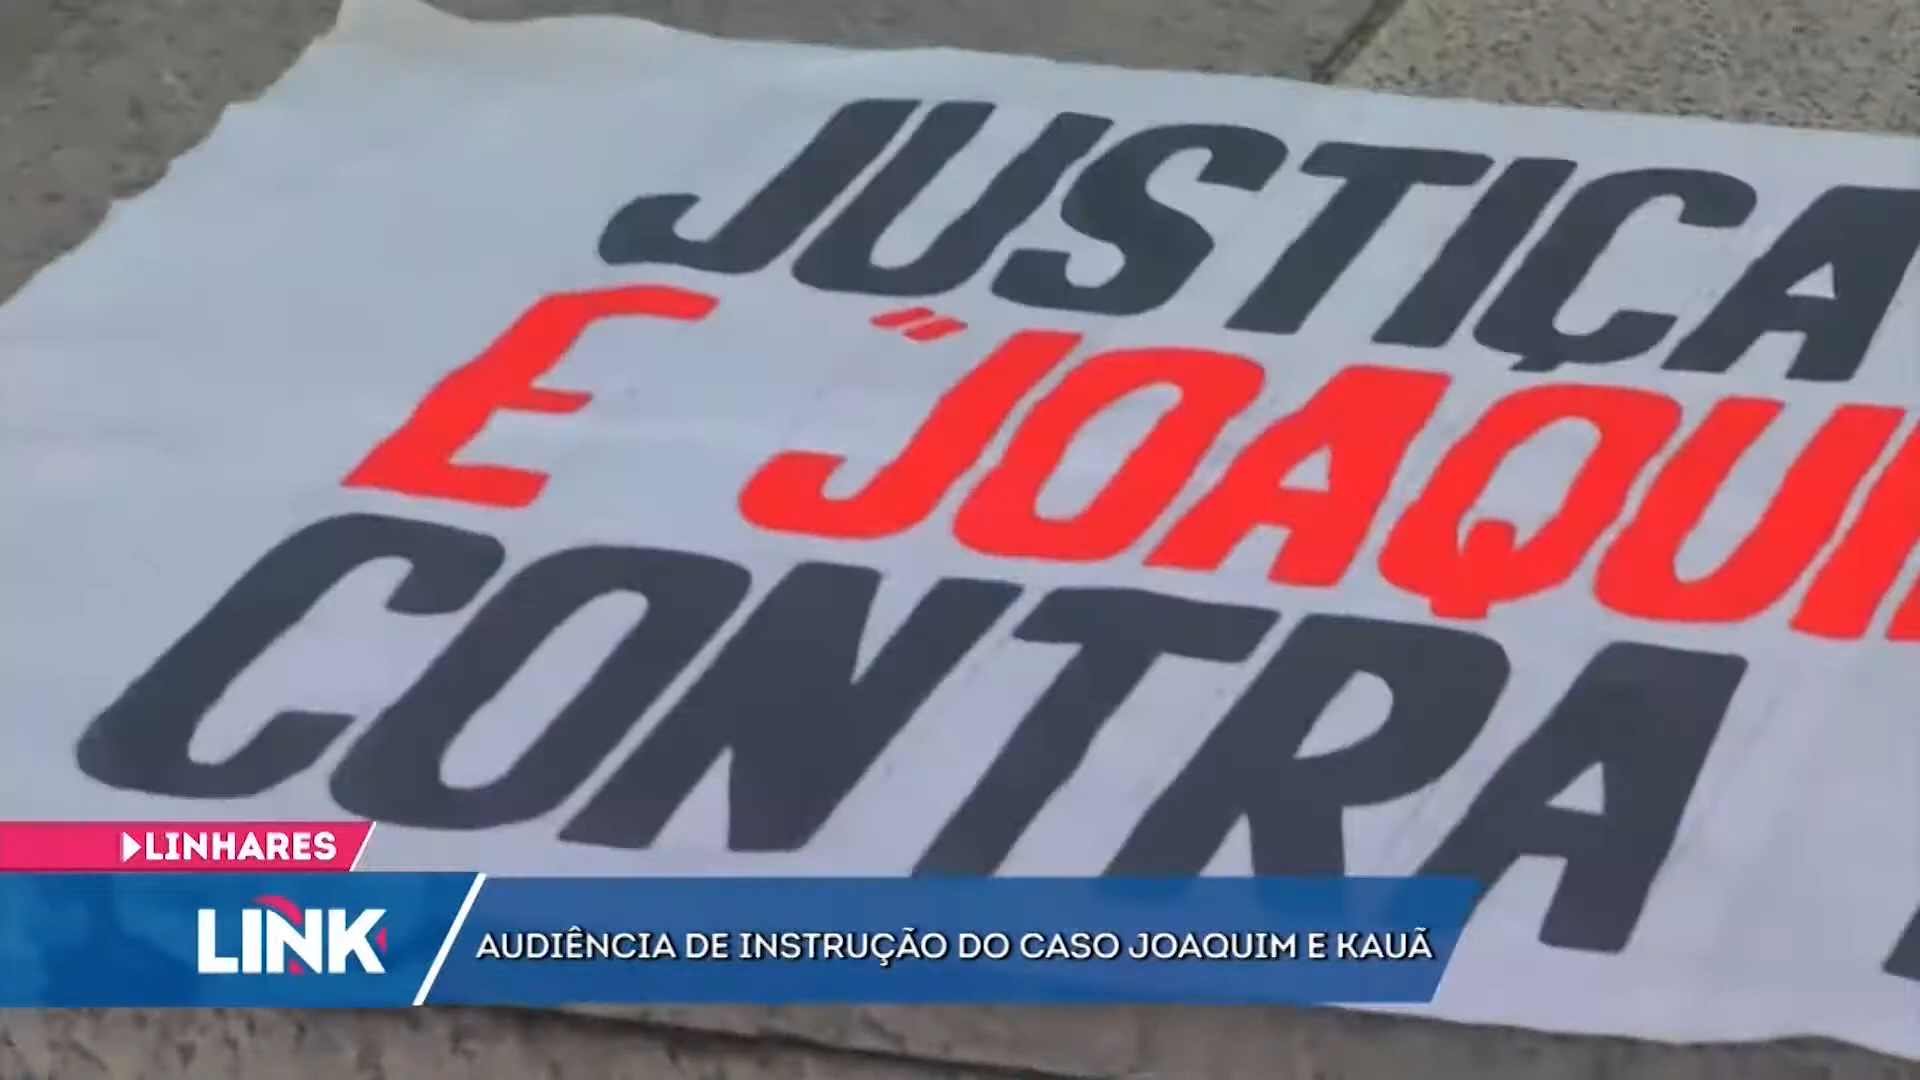 JUSTIÇA
E "JOAQUI
CONTRA
LINHARES
LINK
AUDIÊNCIA DE INSTRUÇÃO DO CASO JOAQUIM E KAUÃ